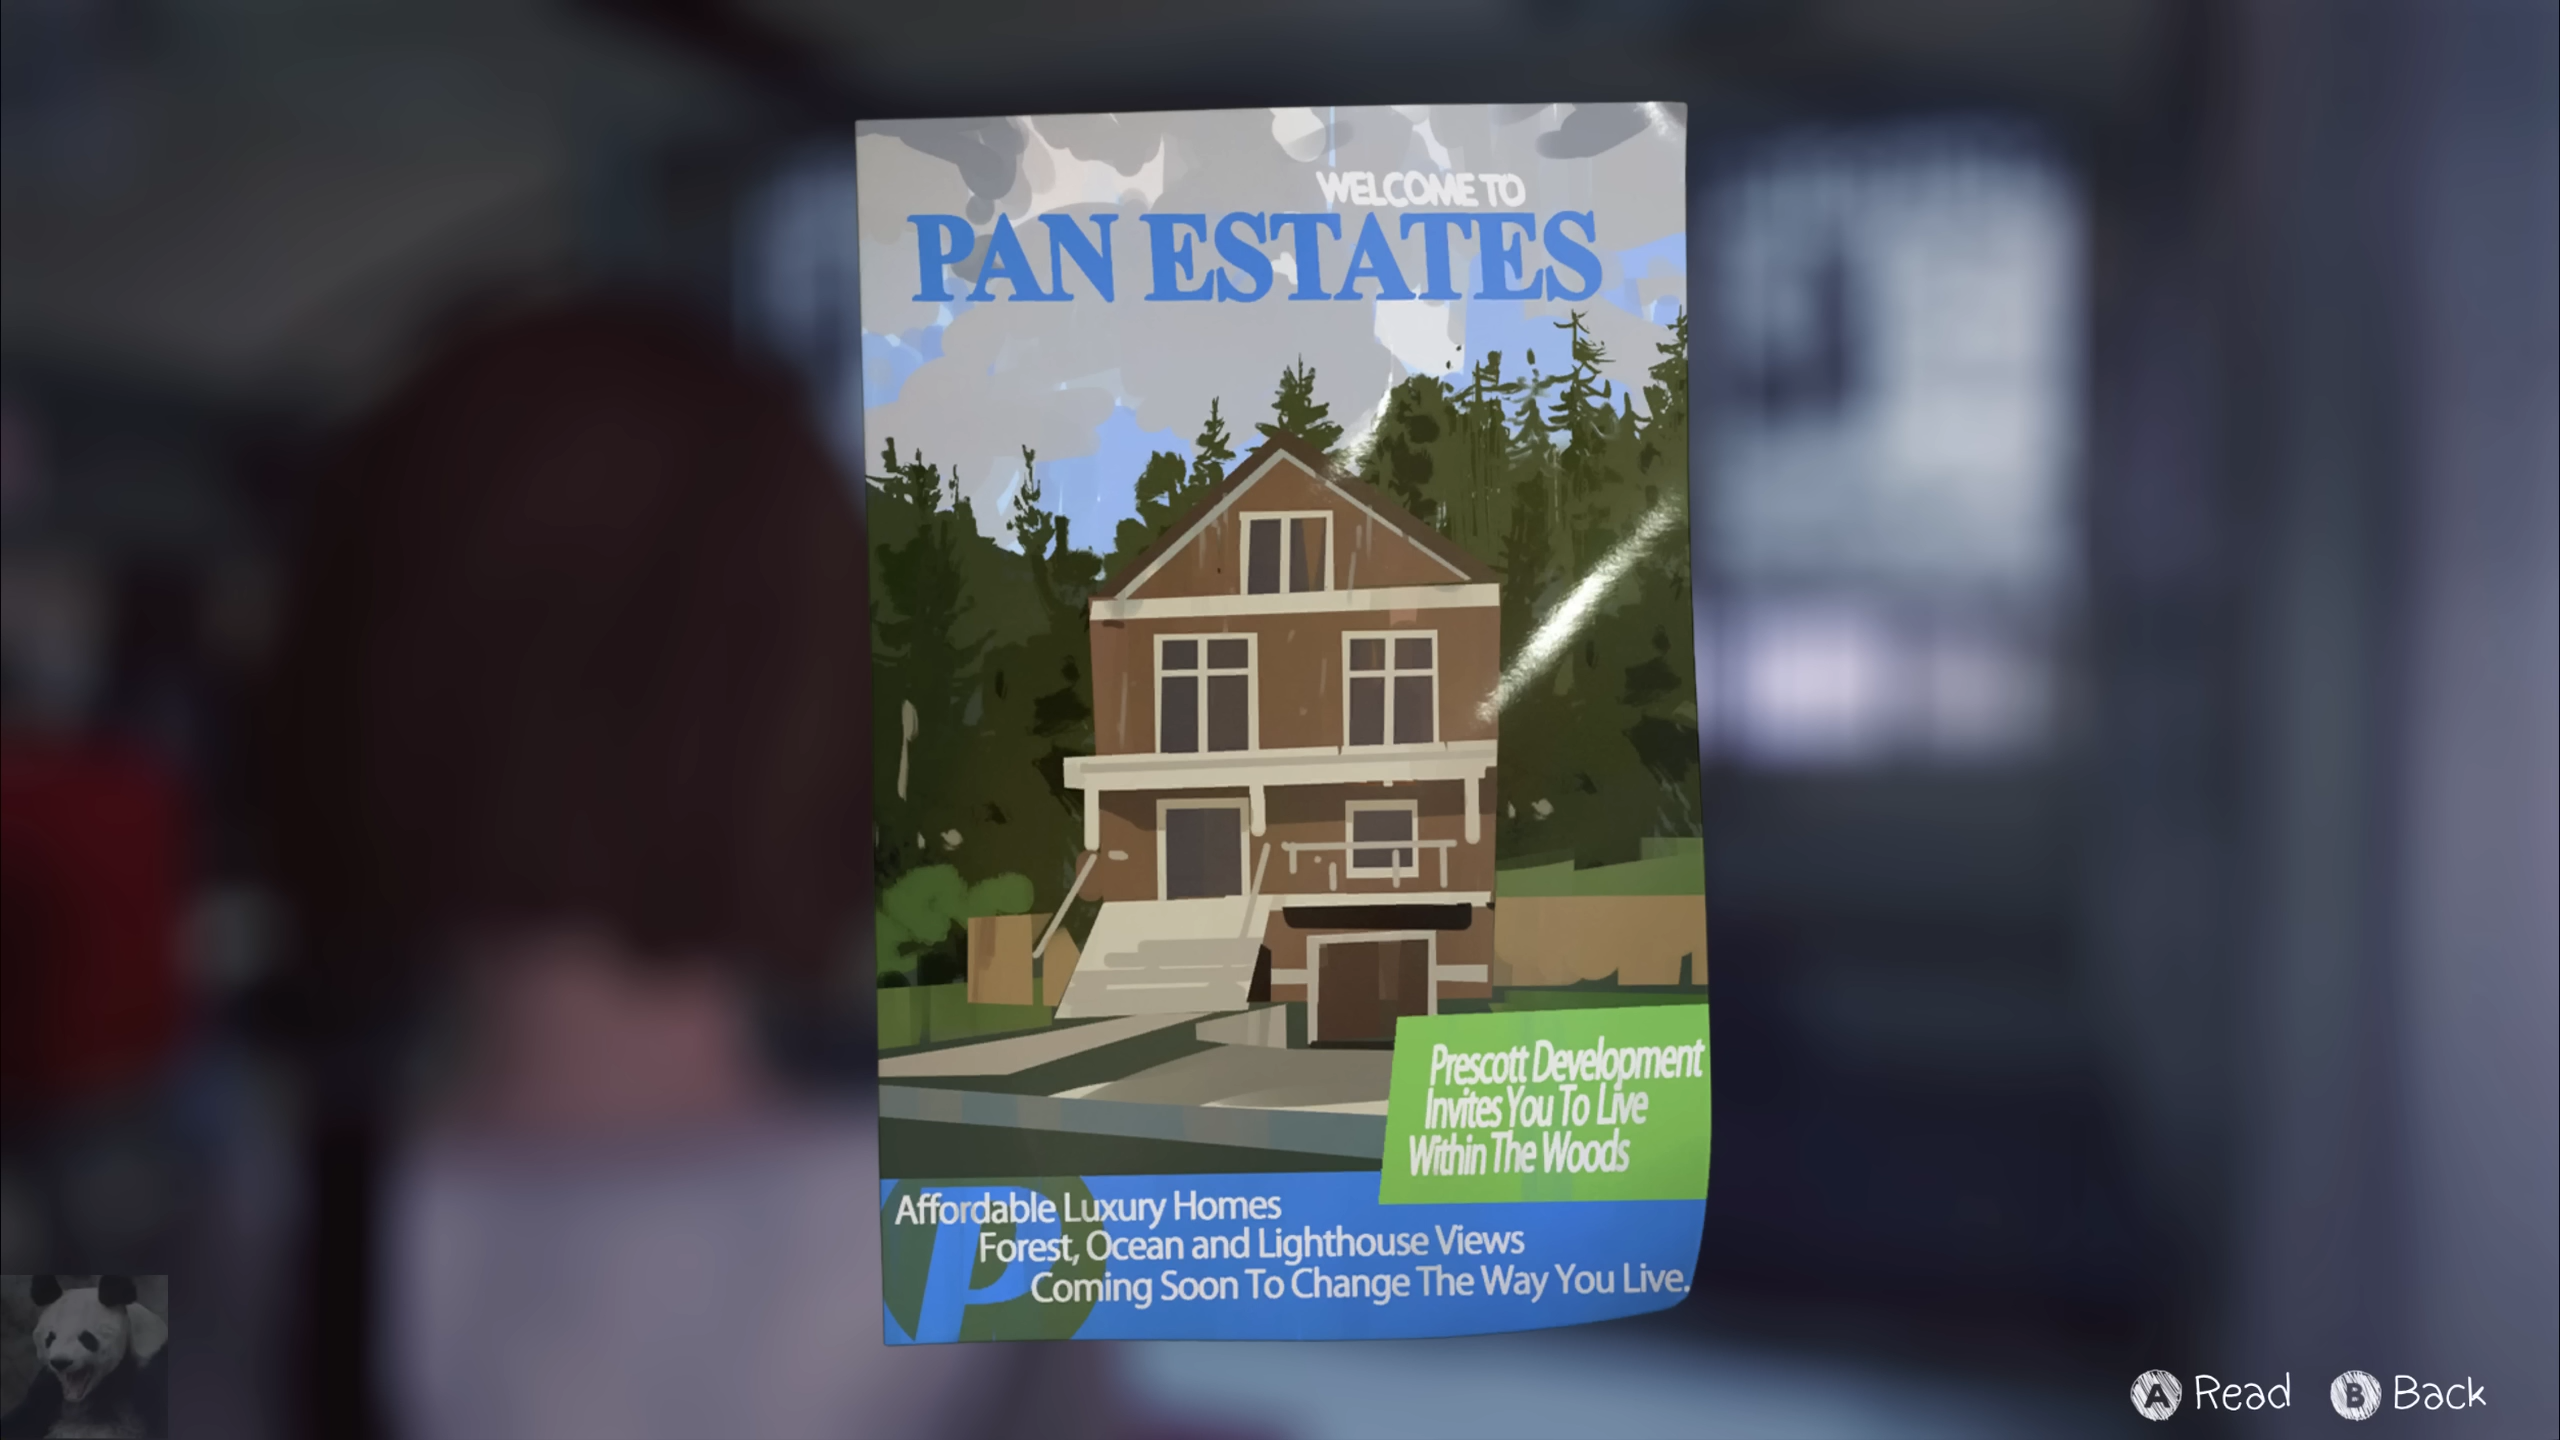 WELCOME TO
PAN ESTATES
Prescott Development
Invites You To Live
Within The Woods
Affordable Luxury Homes
Forest, Ocean and Lighthouse Views
Coming Soon To Change The Way You Live.
P
A Read B Back